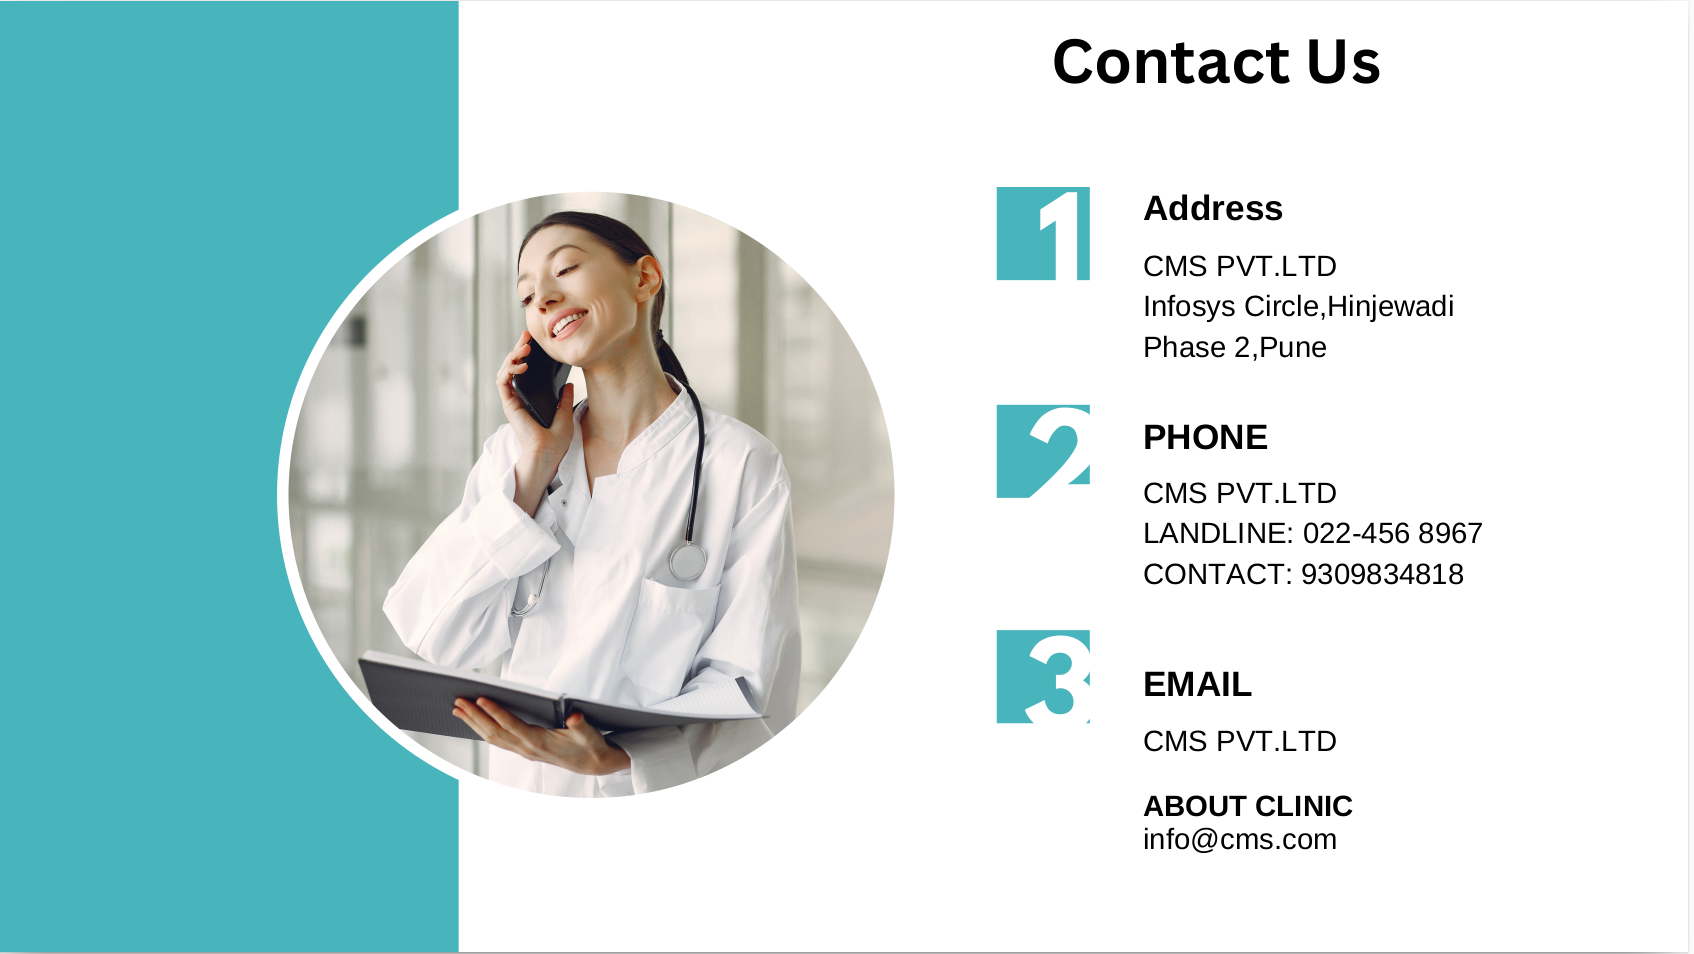 Contact Us
1
Address
CMS PVT.LTD
Infosys Circle,Hinjewadi
Phase 2,Pune
2
PHONE
CMS PVT.LTD
LANDLINE: 022-456 8967
CONTACT: 9309834818
3
EMAIL
CMS PVT.LTD
ABOUT CLINIC
info@cms.com